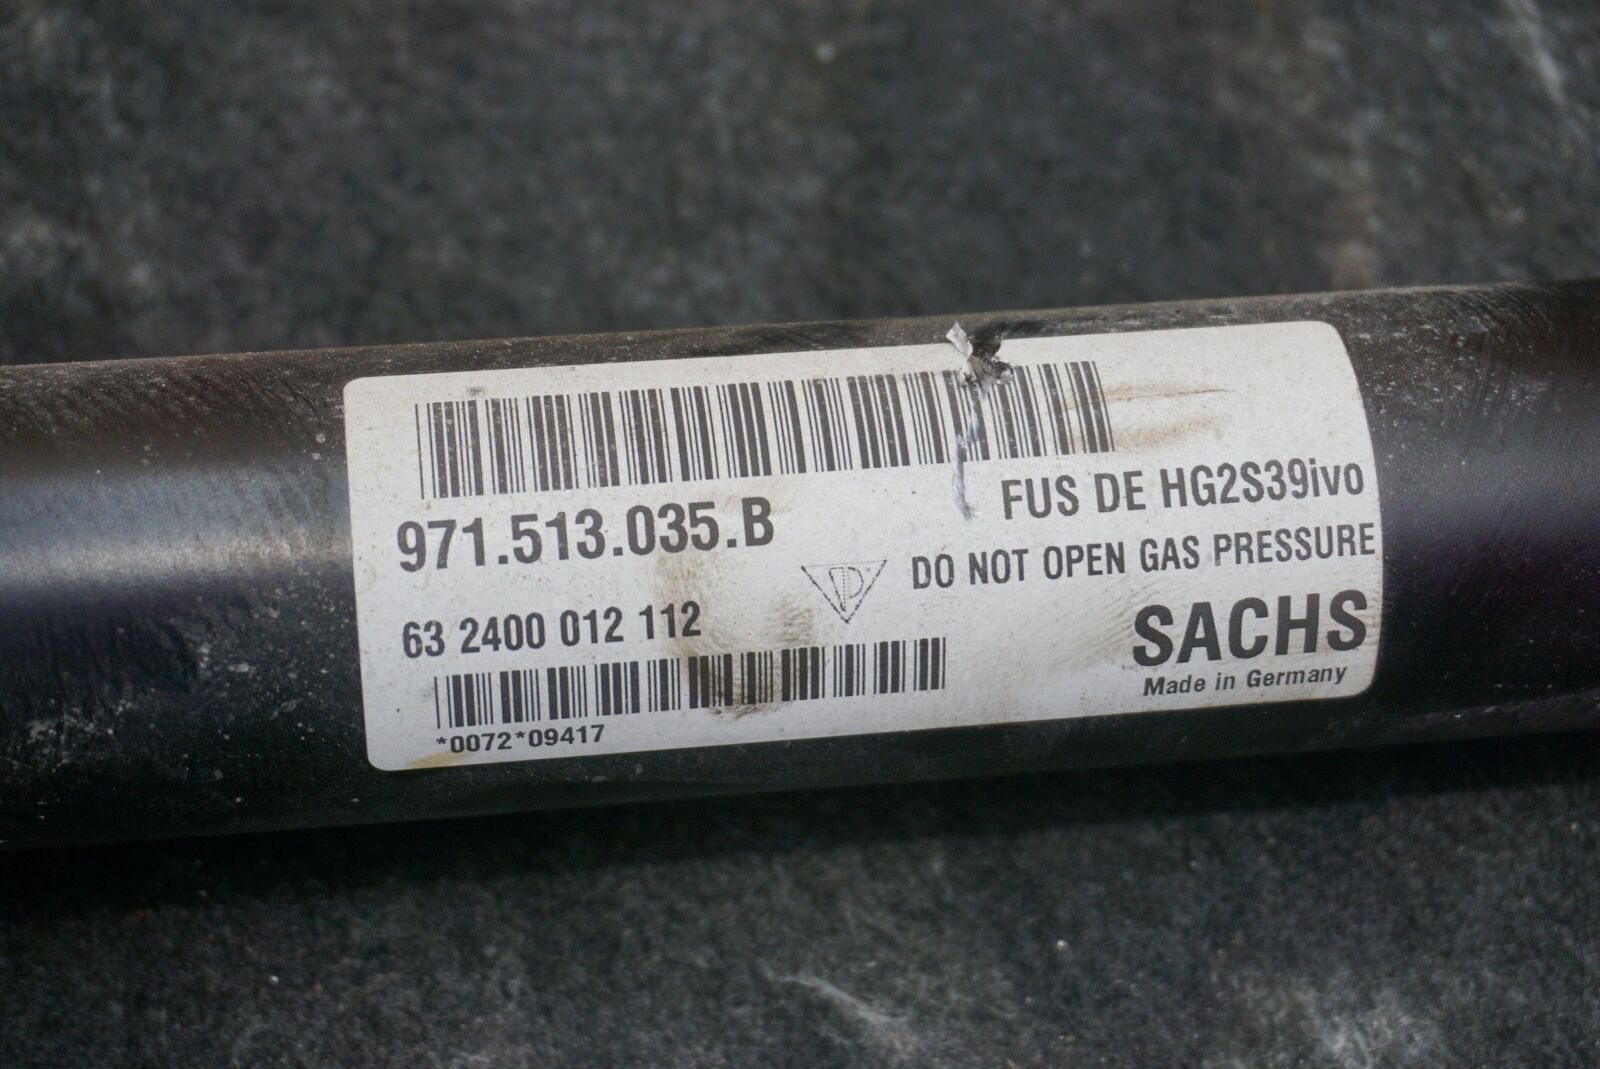 971.513.035.B
FUS DE HG2S39ivo
DO NOT OPEN GAS PRESSURE
63 2400 012 112
SACHS
Made in Germany
*0072*09417